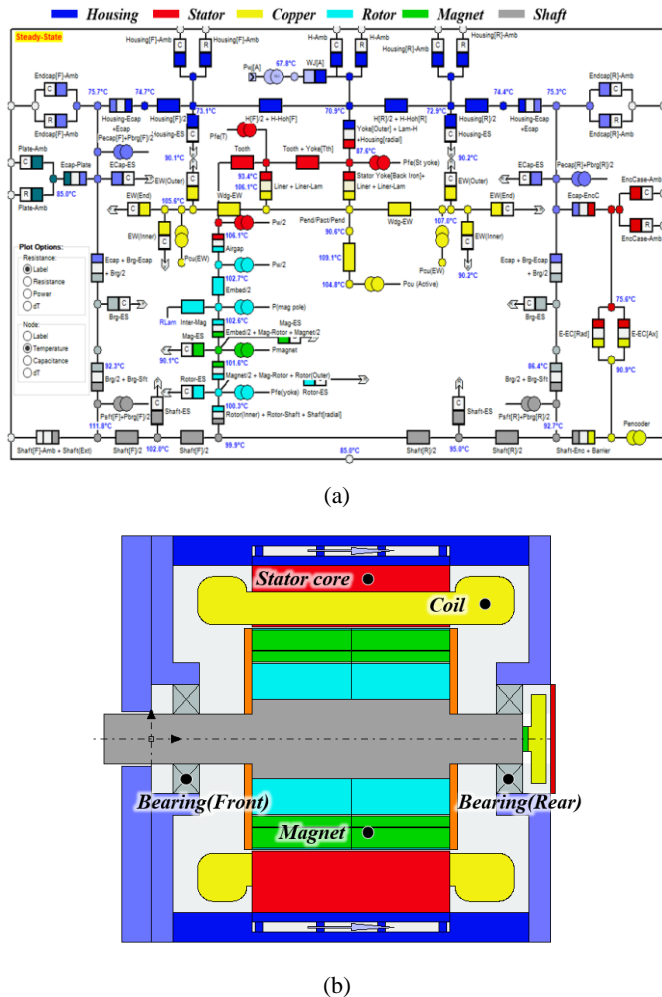 Housing Stator Copper Rotor Magnet Shaft
Steady-State
Housing[F]-Amb
H-Amb
Housing[R]-Amb
67.8°C
Pwj[A]
WJ[A]
Endcap[F]-Amb
Endcap[R]-Amb
75.7°C
74.7°C
73.1°C
70.9°C
72.9°C
74.4°C
75.3°C
Housing-Ecap +Ecap
Housing[F]/2
H[F]/2 + H-Hoh[F]
H[R]/2 + H-Hoh[R]
Housing[R]/2
Housing-Ecap +Ecap
Endcap[F]-Amb
Endcap[R]-Amb
Housing-ES
Yoke[Outer] + Lam-H +Housing[radial]
Housing-ES
Pecap[F]+Pbrg[F]/2
Pfe(T)
Pecap[R]+Pbrg[R]/2
Plate-Amb
Ecap-Plate
ECap-ES
90.1°C
Tooth
Tooth + Yoke[Tth]
87.6°C
Pfe(St yoke)
90.2°C
ECap-ES
Ecap-EncC
EncCase-Amb
85.0°C
93.4°C
106.1°C
Liner + Liner-Lam
Stator Yoke[Back Iron]+ Liner + Liner-Lam
EW(Outer)
EW(Outer)
Plate-Amb
EW(End)
105.6°C
Wdg-EW
Pend/Pact/Pend
Wdg-EW
107.0°C
EW(End)
EncCase-Amb
Plot Options:
Resistance:
Label
Resistance
Power
dT
Node:
Label
Temperature
Capacitance
dT
EW(Inner)
Pcu(EW)
Pw/2
106.1°C
90.6°C
109.1°C
104.8°C
Pcu (Active)
Pcu(EW)
EW(Inner)
90.2°C
Airgap
102.7°C
Pw/2
Ecap + Brg-Ecap + Brg/2
Embed/2
Ecap + Brg-Ecap + Brg/2
Brg-ES
RLam
Inter-Mag
P(mag pole)
102.6°C
Embed/2 + Mag-Rotor + Magnet/2
Brg-ES
75.6°C
Mag-ES
90.1°C
Pmagnet
Mag-ES
E-EC[Rad]
E-EC[Ax]
101.6°C
Magnet/2 + Mag-Rotor + Rotor(Outer)
92.3°C
Brg/2 + Brg-Sft
Rotor-ES
Pfe(yoke)
Rotor-ES
86.4°C
Brg/2 + Brg-Sft
90.9°C
Psft[F]+Pbrg[F]/2
Shaft-ES
100.3°C
Rotor[Inner] + Rotor-Shaft + Shaft[radial]
Shaft-ES
Psft[R]+Pbrg[R]/2
Pencoder
111.8°C
102.0°C
99.9°C
85.0°C
95.0°C
92.7°C
Shaft[F]-Amb + Shaft(Ext)
Shaft[F]/2
Shaft[F]/2
Shaft[R]/2
Shaft[R]/2
Shaft-Enc + Barrier
(a)
Stator core
Coil
Bearing(Front)
Bearing(Rear)
Magnet
(b)